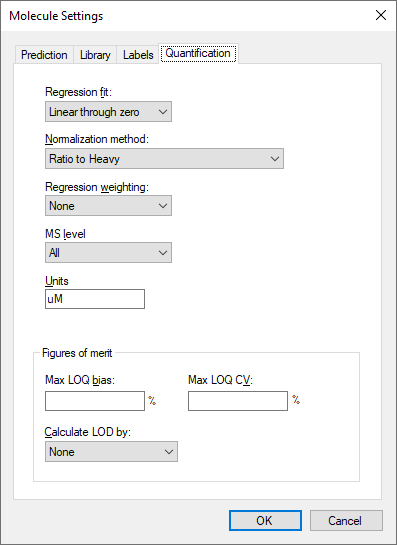 Molecule Settings
Prediction Library Labels Quantification
Regression fit:
Linear through zero
Normalization method:
Ratio to Heavy
Regression weighting:
None
MS level
All
Units
uM
Figures of merit
Max LOQ bias: Max LOQ CV:
% %
Calculate LOD by:
None
OK Cancel